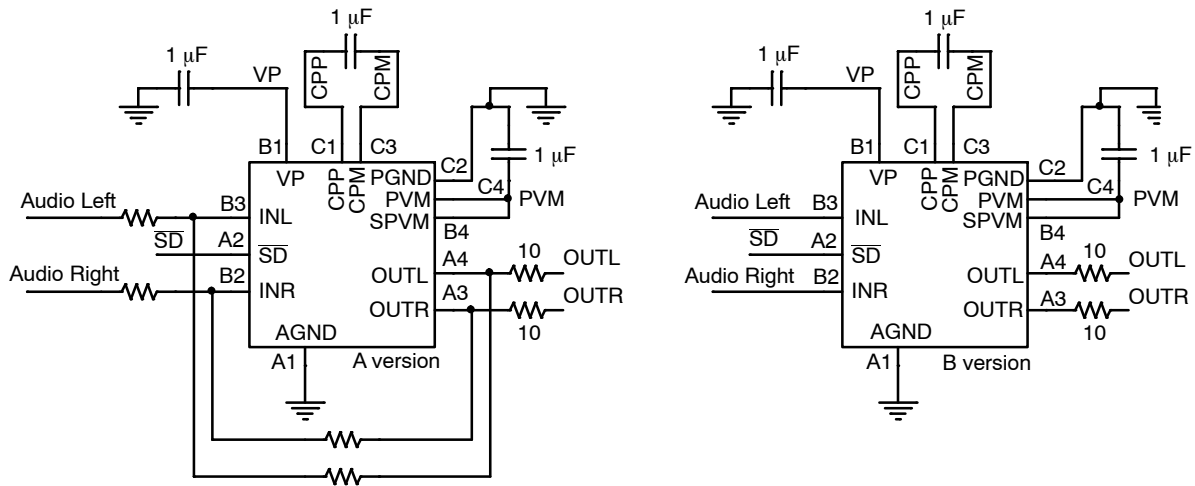 1 μF
1 μF
VP
CPP
CPM
B1
C1
C3
C2
1 μF
VP
CPP
CPM
PGND
PVM
SPVM
C4
PVM
B4
Audio Left
B3
INL
SD
A2
SD
Audio Right
B2
INR
OUTL
A4
10
OUTL
OUTR
A3
OUTR
10
AGND
A1
A version
1 μF
1 μF
VP
CPP
CPM
B1
C1
C3
C2
1 μF
VP
CPP
CPM
PGND
PVM
SPVM
C4
PVM
B4
Audio Left
B3
INL
SD
A2
SD
Audio Right
B2
INR
OUTL
A4
10
OUTL
OUTR
A3
OUTR
10
AGND
A1
B version